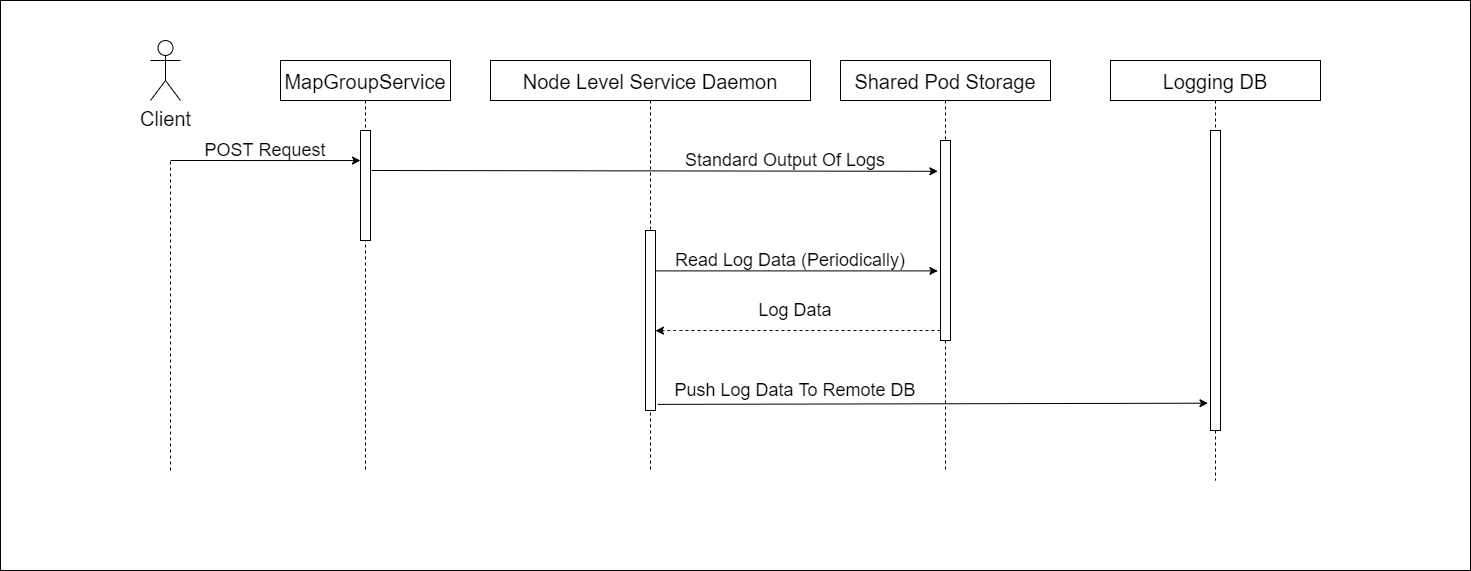 MapGroupService
Node Level Service Daemon
Shared Pod Storage
Logging DB
Client
POST Request
Standard Output Of Logs
Read Log Data (Periodically)
Log Data
Push Log Data To Remote DB